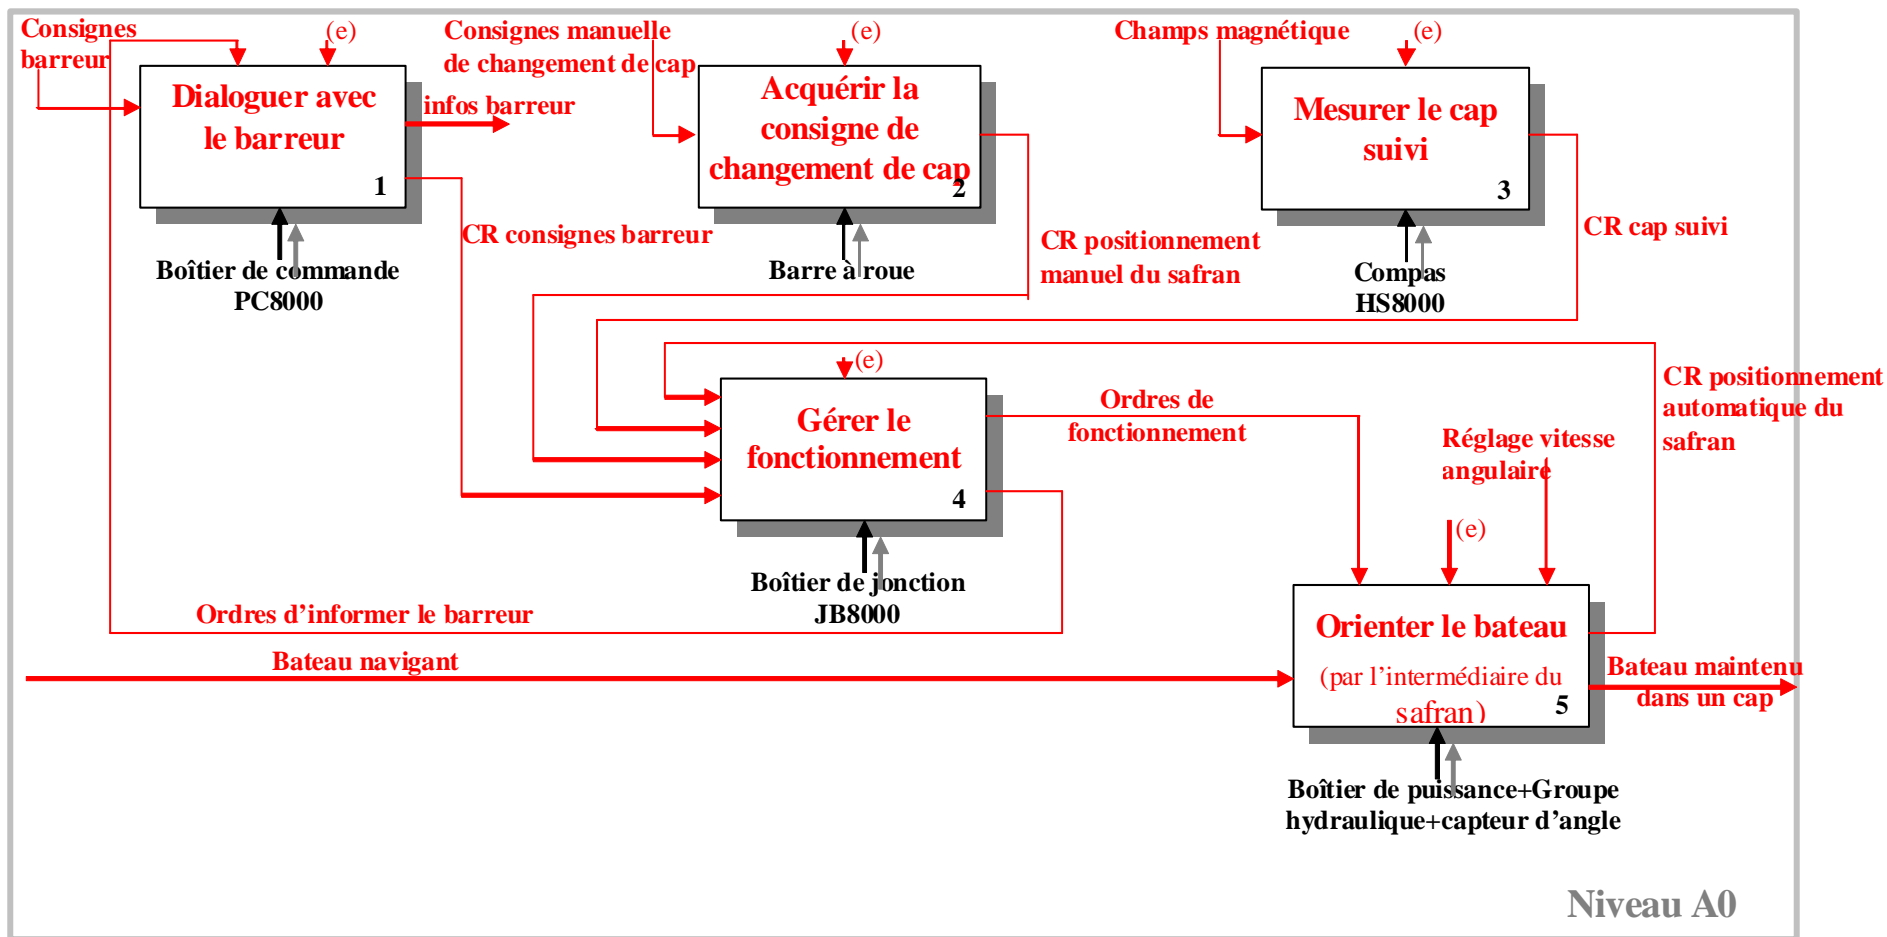 Consignes
barreur
(e)
Consignes manuelle
de changement de cap
(e)
Champs magnétique
(e)
Dialoguer avec
le barreur
1
infos barreur
Acquérir la
consigne de
changement de cap
2
Mesurer le cap
suivi
3
CR consignes barreur
CR positionnement
manuel du safran
CR cap suivi
Boîtier de commande
PC8000
Barre à roue
Compas
HS8000
(e)
Gérer le
fonctionnement
4
Ordres de
fonctionnement
CR positionnement
automatique du
safran
Réglage vitesse
angulaire
(e)
Boîtier de jonction
JB8000
Ordres d’informer le barreur
Bateau navigant
Orienter le bateau
(par l’intermédiaire du
safran)
5
Bateau maintenu
dans un cap
Boîtier de puissance+Groupe
hydraulique+capteur d’angle
Niveau A0